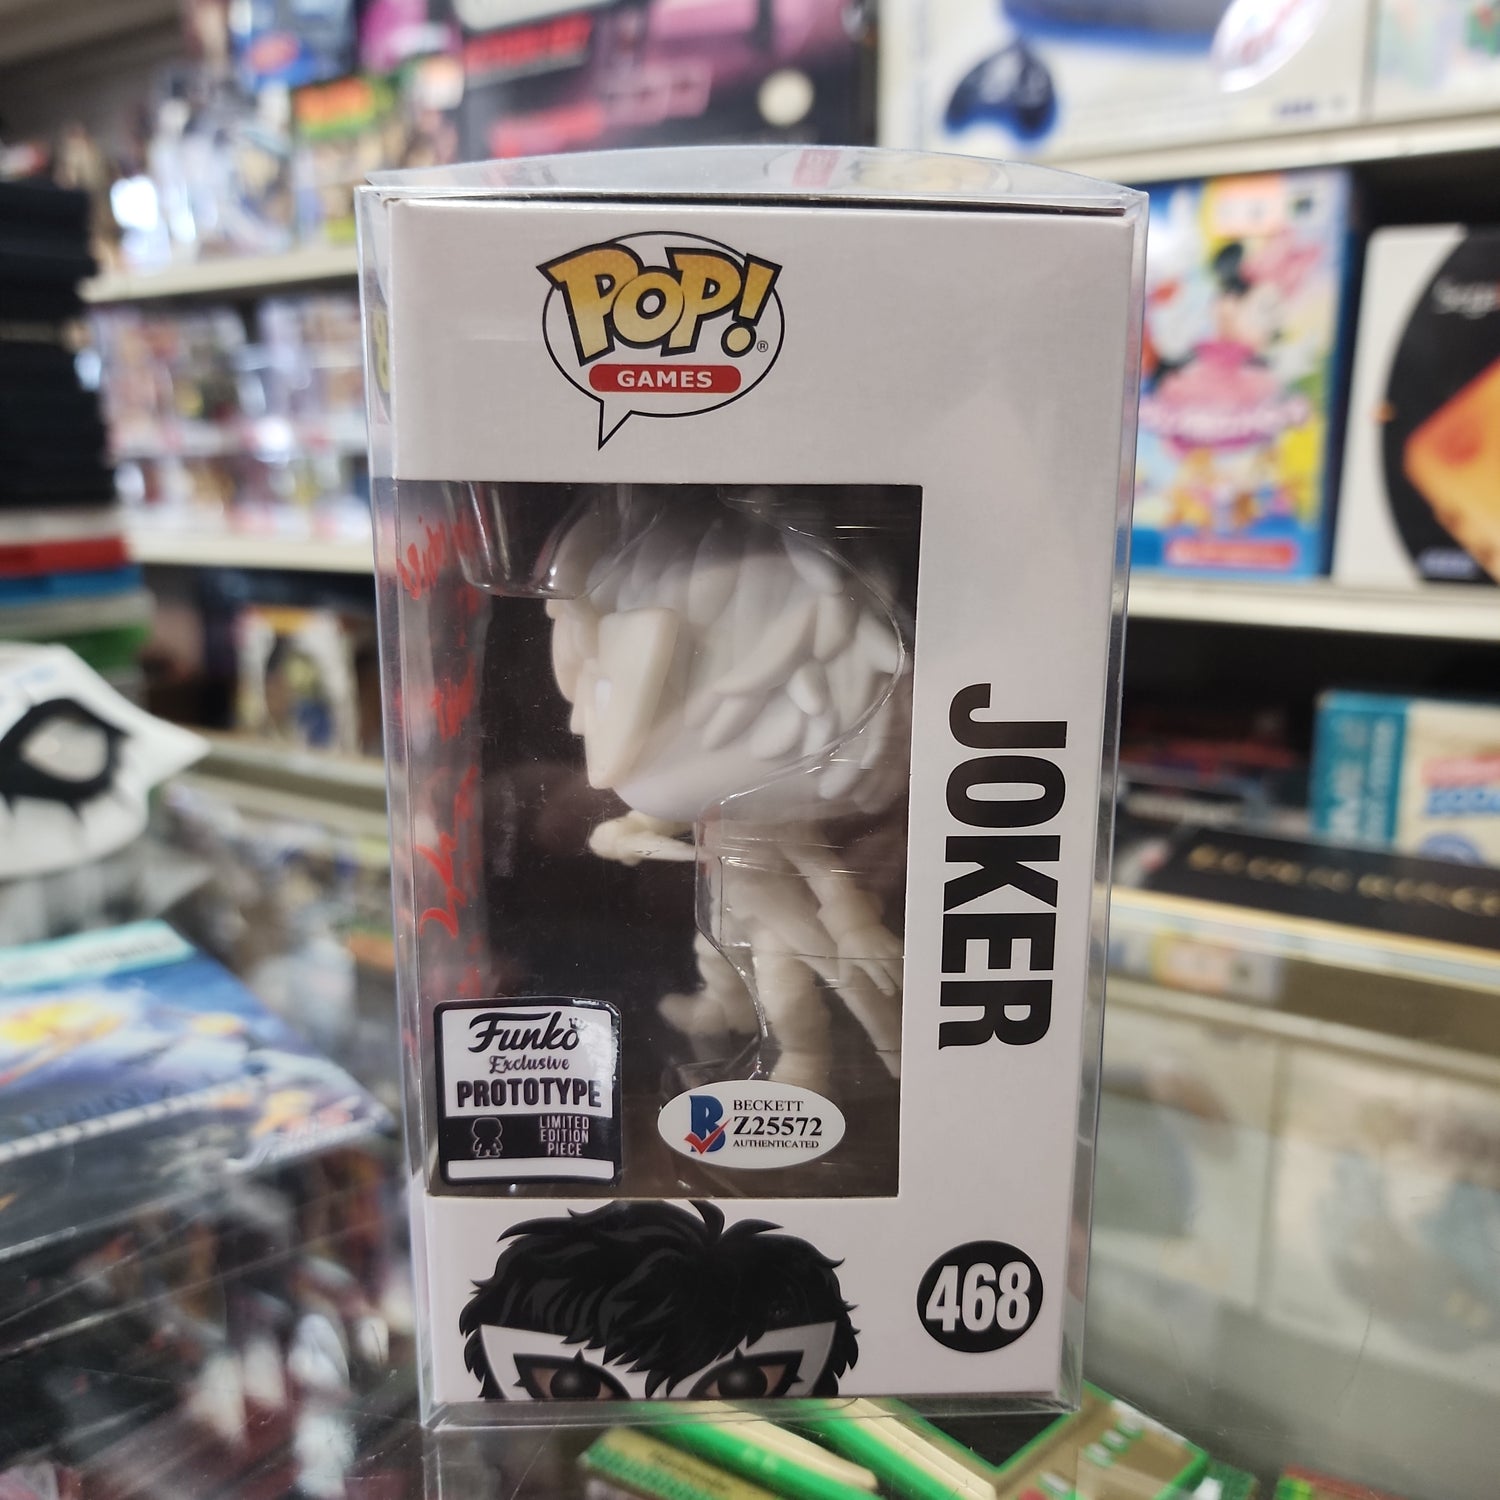 POP!®
GAMES
JOKER
Funko
Exclusive
PROTOTYPE
LIMITED
EDITION
PIECE
BECKETT
Z25572
AUTHENTICATED
468